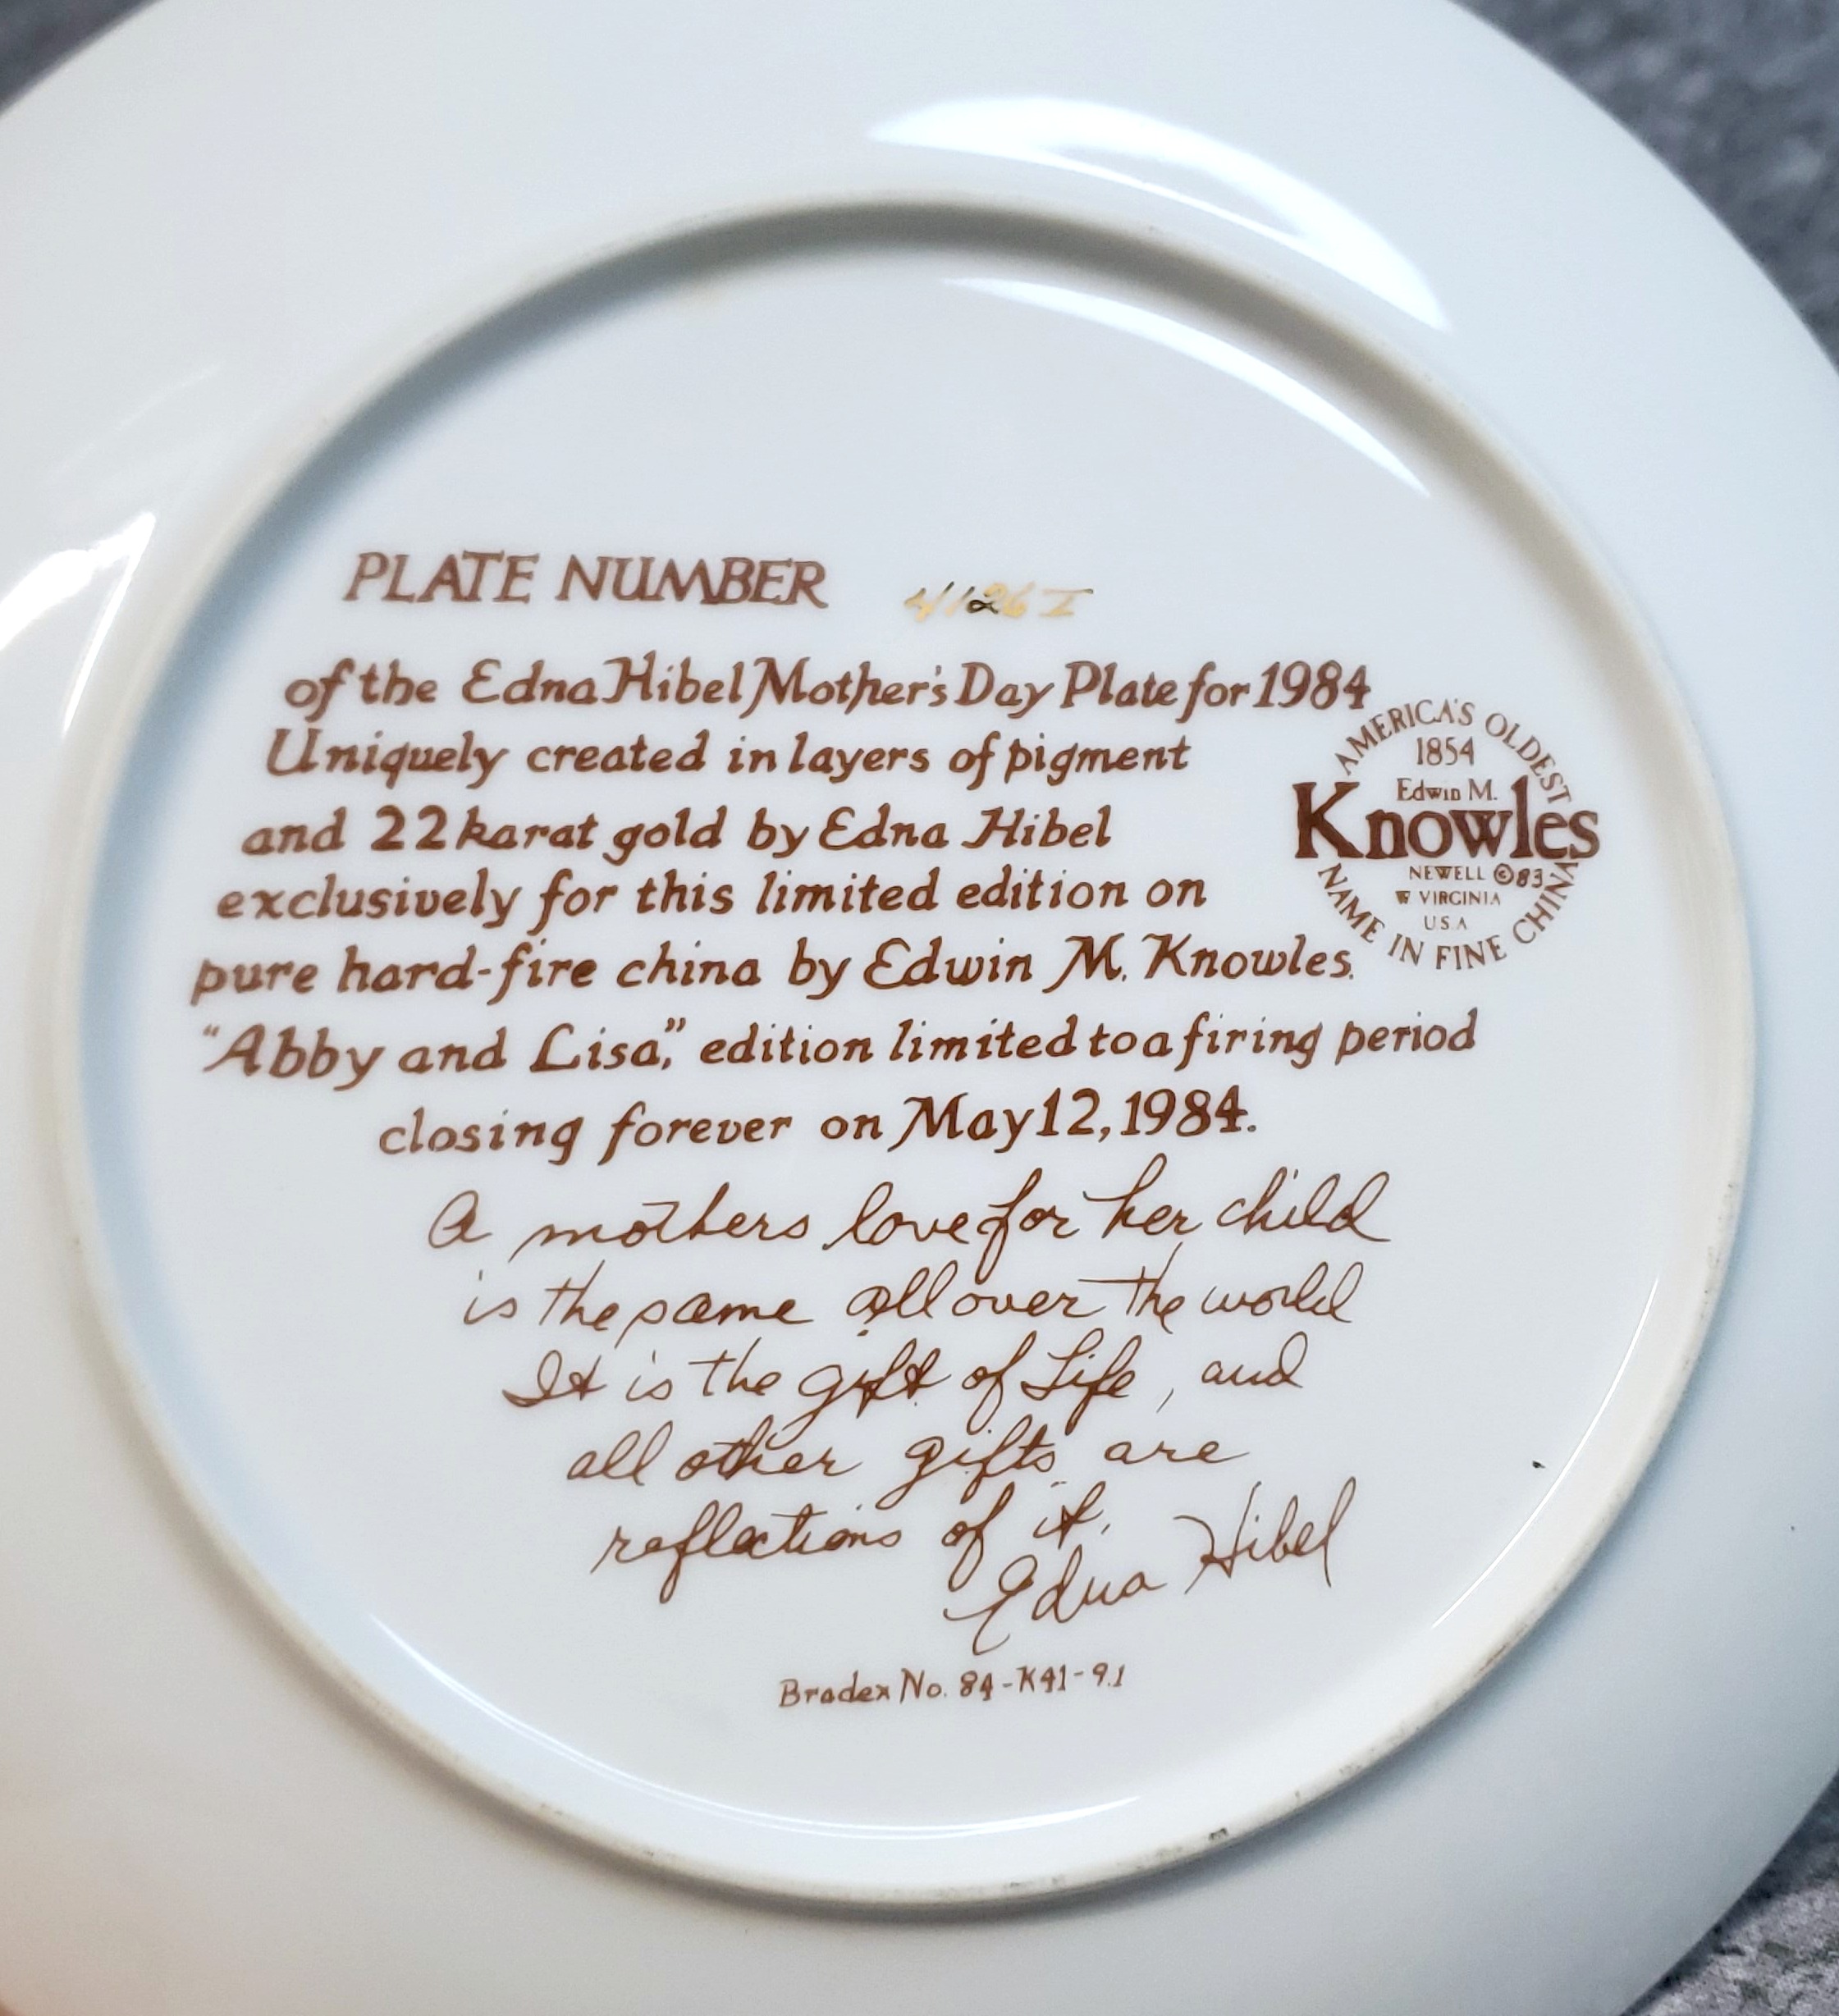 PLATE NUMBER 4126 I
of the Edna Hibel Mother's Day Plate for 1984
Uniquely created in layers of pigment
and 22 karat gold by Edna Hibel
exclusively for this limited edition on
pure hard-fire china by Edwin M. Knowles.
"Abby and Lisa," edition limited to a firing period
closing forever on May 12, 1984.
AMERICA'S OLDEST
1854
Edwin M.
Knowles
NEWELL ©83
W VIRGINIA
U.S.A
NAME IN FINE CHINA
A mothers love for her child
is the same all over the world
It is the gift of Life, and
all other gifts are
reflections of it.
Edna Hibel
Bradex No. 84-K41-9.1